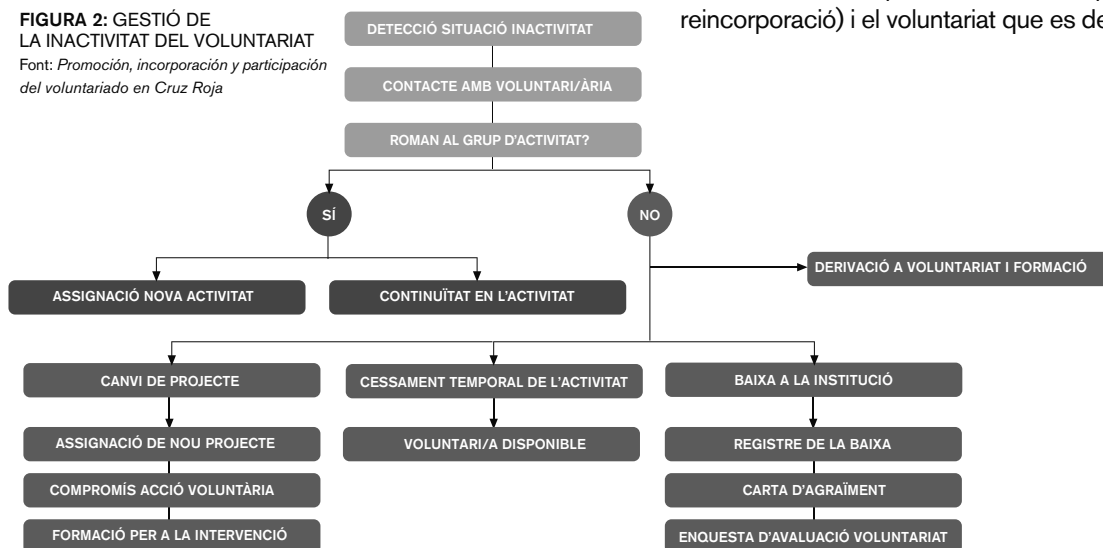 FIGURA 2: GESTIÓ DE
LA INACTIVITAT DEL VOLUNTARIAT
Font: Promoción, incorporación y participación
del voluntariado en Cruz Roja
reincorporació) i el voluntariat que es de
DETECCIÓ SITUACIÓ INACTIVITAT
CONTACTE AMB VOLUNTARI/ÀRIA
ROMAN AL GRUP D'ACTIVITAT?
SÍ
NO
DERIVACIÓ A VOLUNTARIAT I FORMACIÓ
ASSIGNACIÓ NOVA ACTIVITAT
CONTINUÏTAT EN L'ACTIVITAT
CANVI DE PROJECTE
CESSAMENT TEMPORAL DE L'ACTIVITAT
BAIXA A LA INSTITUCIÓ
ASSIGNACIÓ DE NOU PROJECTE
VOLUNTARI/A DISPONIBLE
REGISTRE DE LA BAIXA
COMPROMÍS ACCIÓ VOLUNTÀRIA
CARTA D'AGRAÏMENT
FORMACIÓ PER A LA INTERVENCIÓ
ENQUESTA D'AVALUACIÓ VOLUNTARIAT